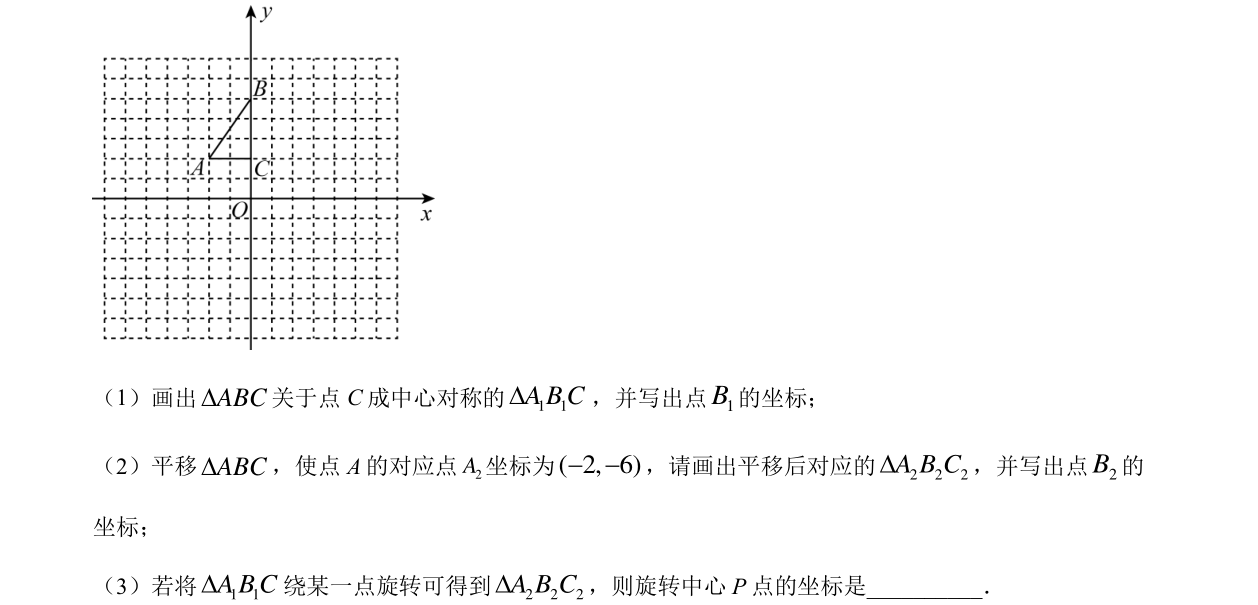 y
B
A
C
O
x
（1）画出ΔABC关于点 C 成中心对称的ΔA₁B₁C，并写出点B₁的坐标；
（2）平移ΔABC，使点 A 的对应点 A₂坐标为(−2,−6)，请画出平移后对应的ΔA₂B₂C₂，并写出点B₂的
坐标；
（3）若将ΔA₁B₁C绕某一点旋转可得到ΔA₂B₂C₂，则旋转中心 P 点的坐标是__________．